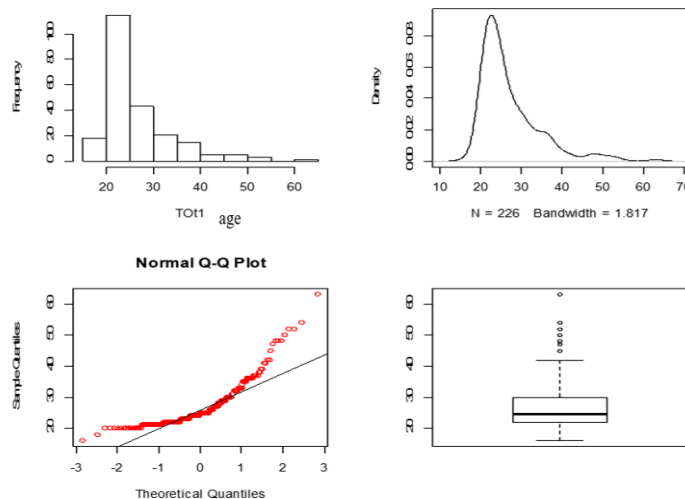 Frequency
0 20 40 60 80 100
20 30 40 50 60
TOt1
age
Density
0.00 0.02 0.04 0.06 0.08
10 20 30 40 50 60 70
N = 226 Bandwidth = 1.817
Normal Q-Q Plot
Sample Quantiles
20 30 40 50 60
-3 -2 -1 0 1 2 3
Theoretical Quantiles
20 30 40 50 60